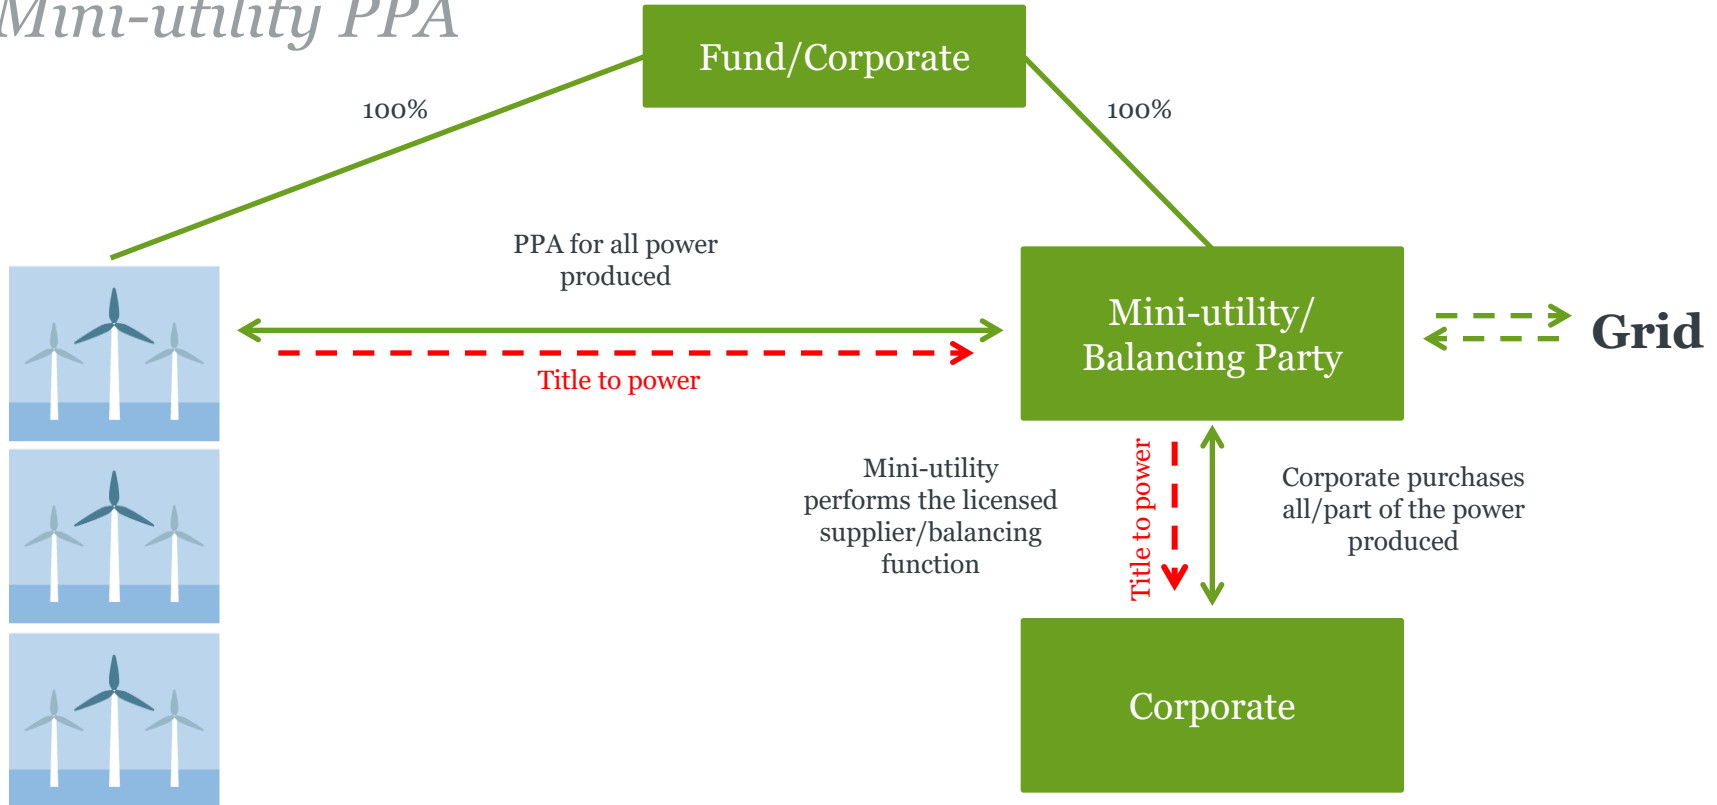 Mini-utility PPA
Fund/Corporate
100%
100%
PPA for all power
produced
Title to power
Mini-utility/
Balancing Party
Grid
Mini-utility
performs the licensed
supplier/balancing
function
Title to power
Corporate purchases
all/part of the power
produced
Corporate